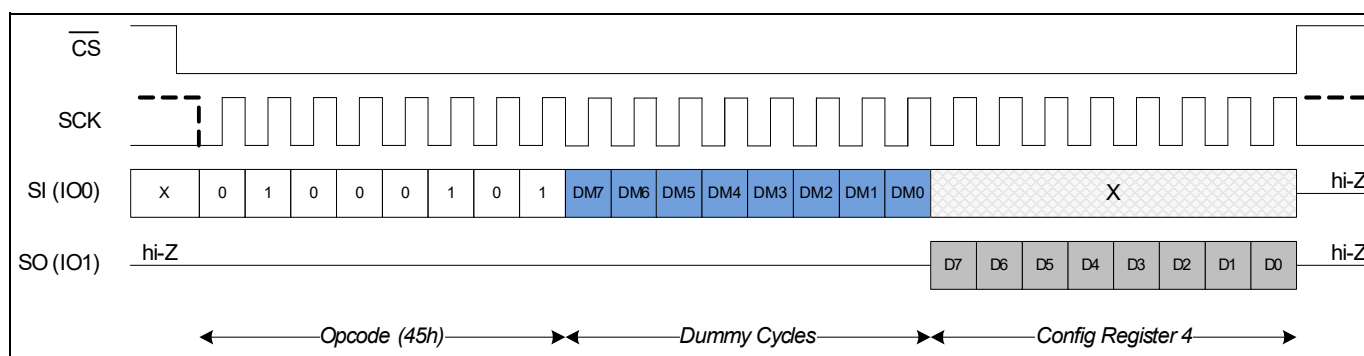 CS
SCK
SI (IO0) X 0 1 0 0 0 1 0 1 DM7 DM6 DM5 DM4 DM3 DM2 DM1 DM0 X hi-Z
SO (IO1) hi-Z D7 D6 D5 D4 D3 D2 D1 D0 hi-Z
Opcode (45h) Dummy Cycles Config Register 4